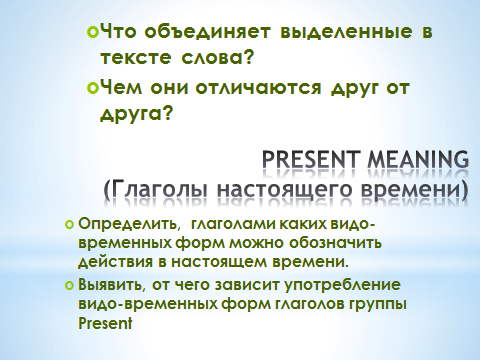 Что объединяет выделенные в
тексте слова?
Чем они отличаются друг от
друга?
PRESENT MEANING
(Глаголы настоящего времени)
Определить, глаголами каких видо-
временных форм можно обозначить
действия в настоящем времени.
Выявить, от чего зависит употребление
видо-временных форм глаголов группы
Present